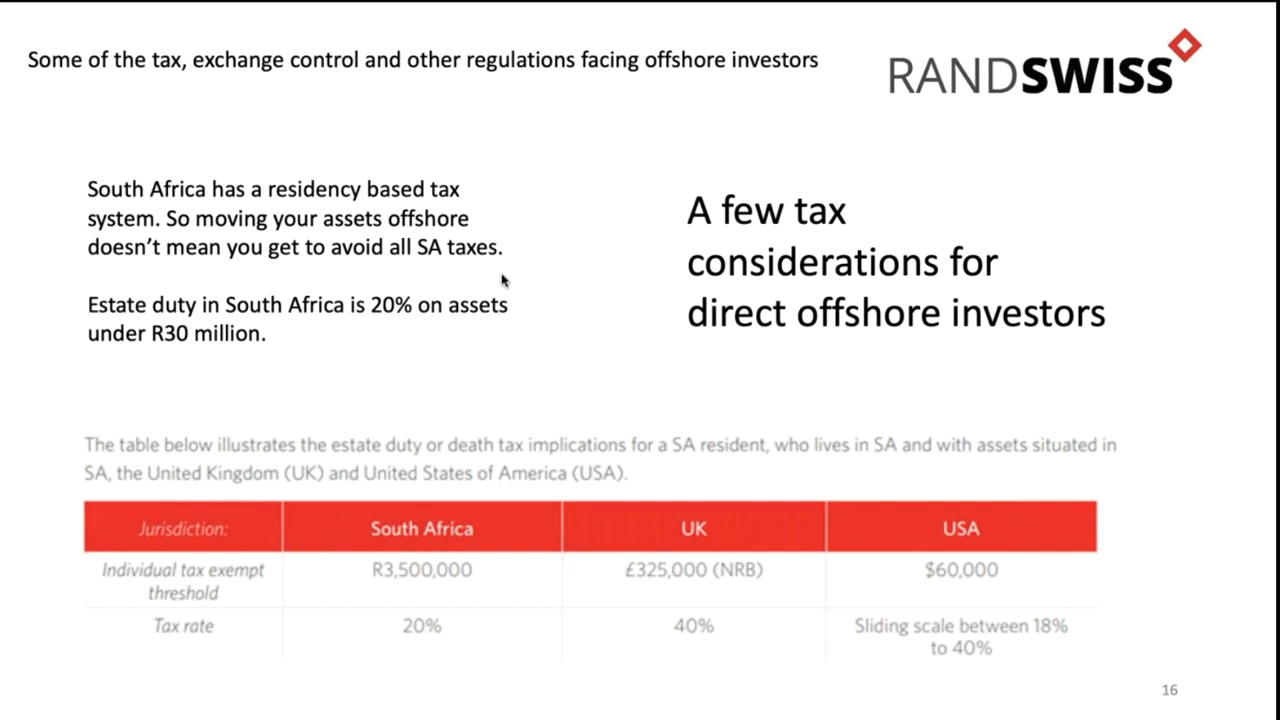 Some of the tax, exchange control and other regulations facing offshore investors
RANDSWISS
South Africa has a residency based tax
system. So moving your assets offshore
doesn’t mean you get to avoid all SA taxes.
Estate duty in South Africa is 20% on assets
under R30 million.
A few tax
considerations for
direct offshore investors
The table below illustrates the estate duty or death tax implications for a SA resident, who lives in SA and with assets situated in
SA, the United Kingdom (UK) and United States of America (USA).
Jurisdiction: South Africa UK USA
Individual tax exempt R3,500,000 £325,000 (NRB) $60,000
threshold
Tax rate 20% 40% Sliding scale between 18%
to 40%
16